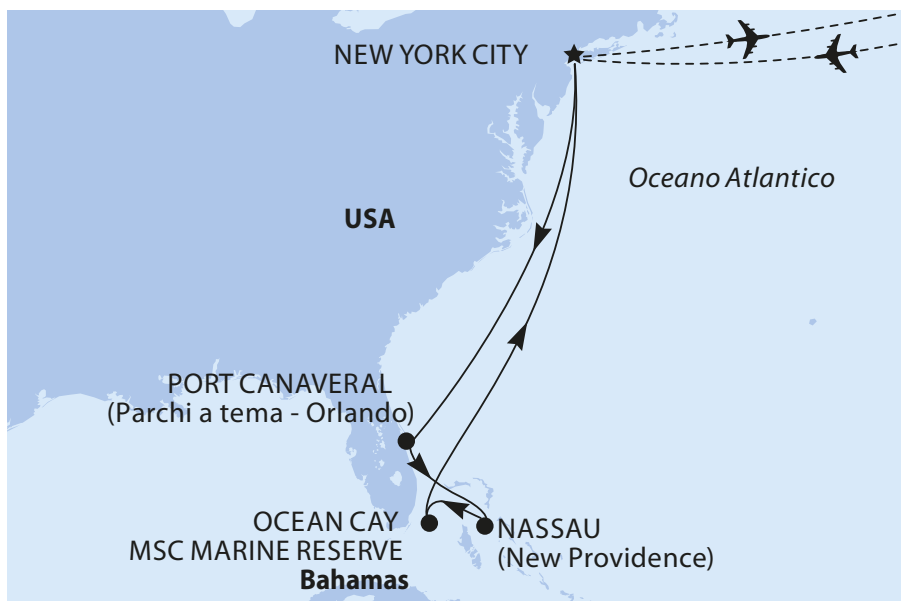 NEW YORK CITY
Oceano Atlantico
USA
PORT CANAVERAL
(Parchi a tema - Orlando)
OCEAN CAY
MSC MARINE RESERVE
Bahamas
NASSAU
(New Providence)